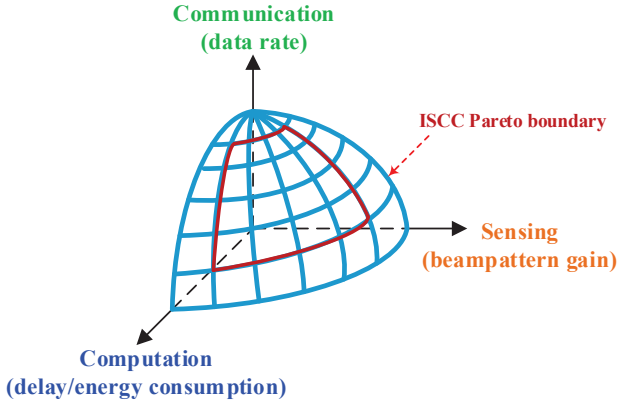 Communication
(data rate)
ISCC Pareto boundary
Sensing
(beampattern gain)
Computation
(delay/energy consumption)